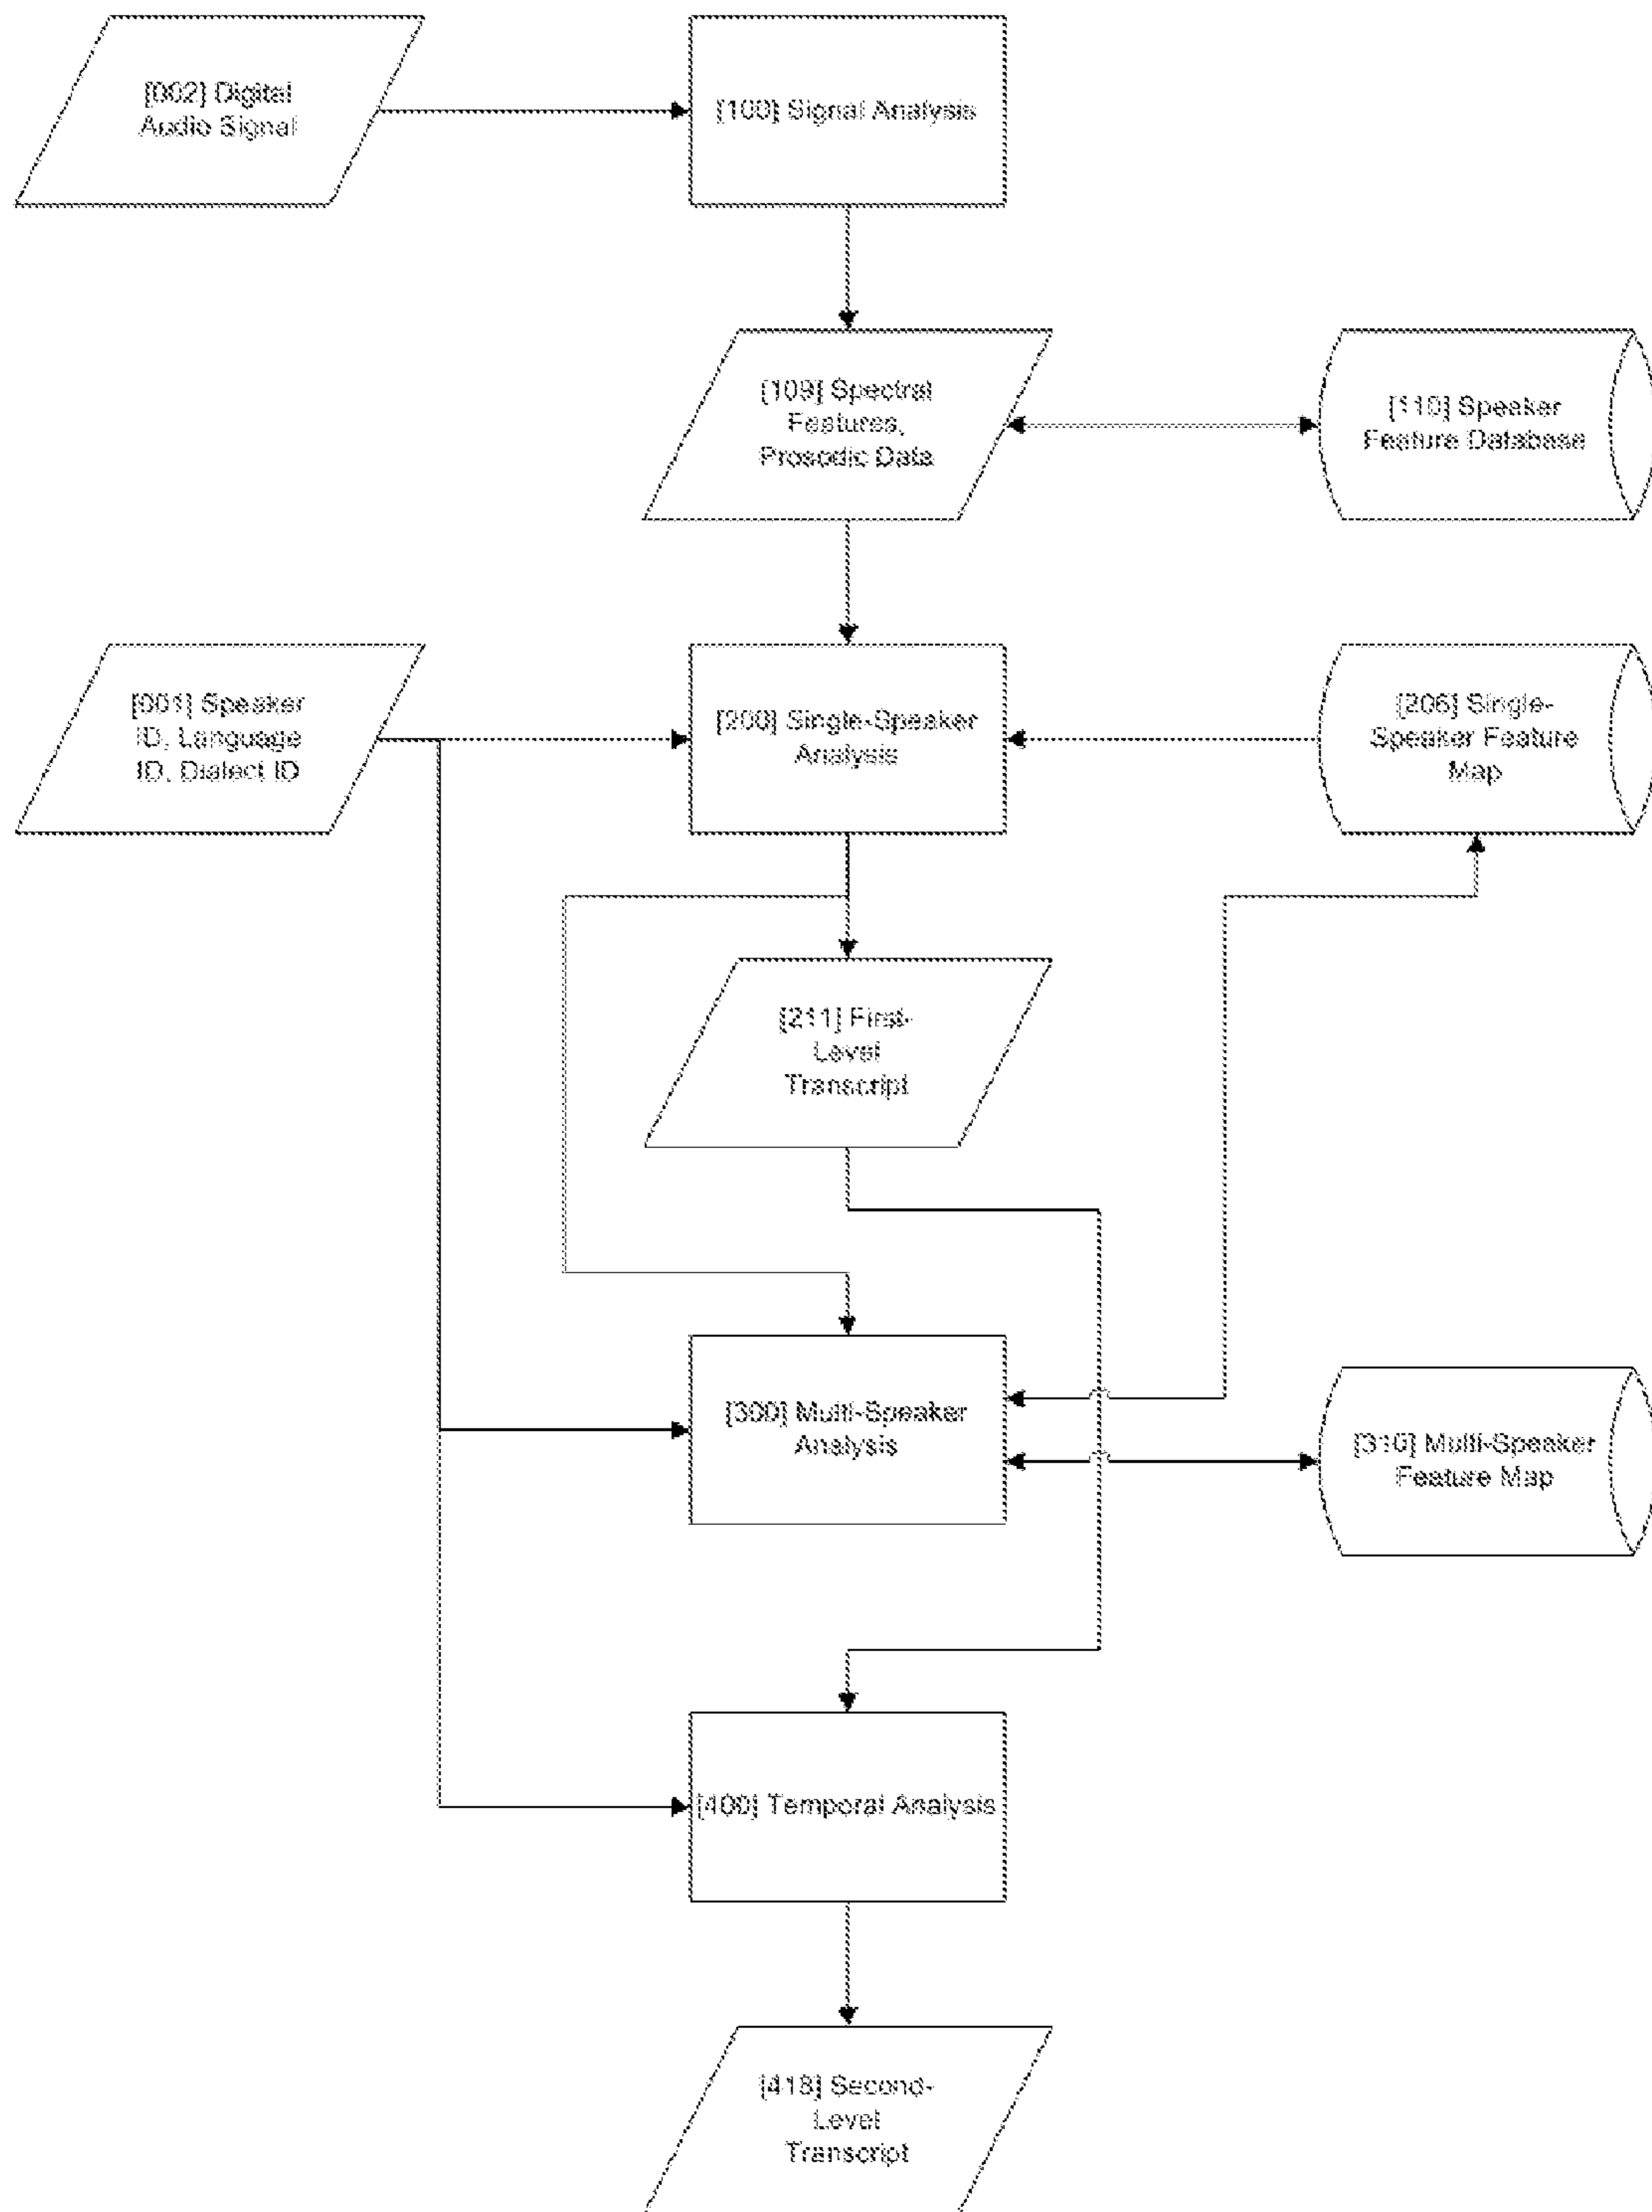 [002] Digital
Audio Signal
[100] Signal Analysis
[109] Spectral
Features,
Prosodic Data
[110] Speaker
Feature Database
[001] Speaker
ID, Language
ID, Dialect ID
[200] Single-Speaker
Analysis
[206] Single-
Speaker Feature
Map
[211] First-
Level
Transcript
[300] Multi-Speaker
Analysis
[310] Multi-Speaker
Feature Map
[400] Temporal Analysis
[418] Second-
Level
Transcript